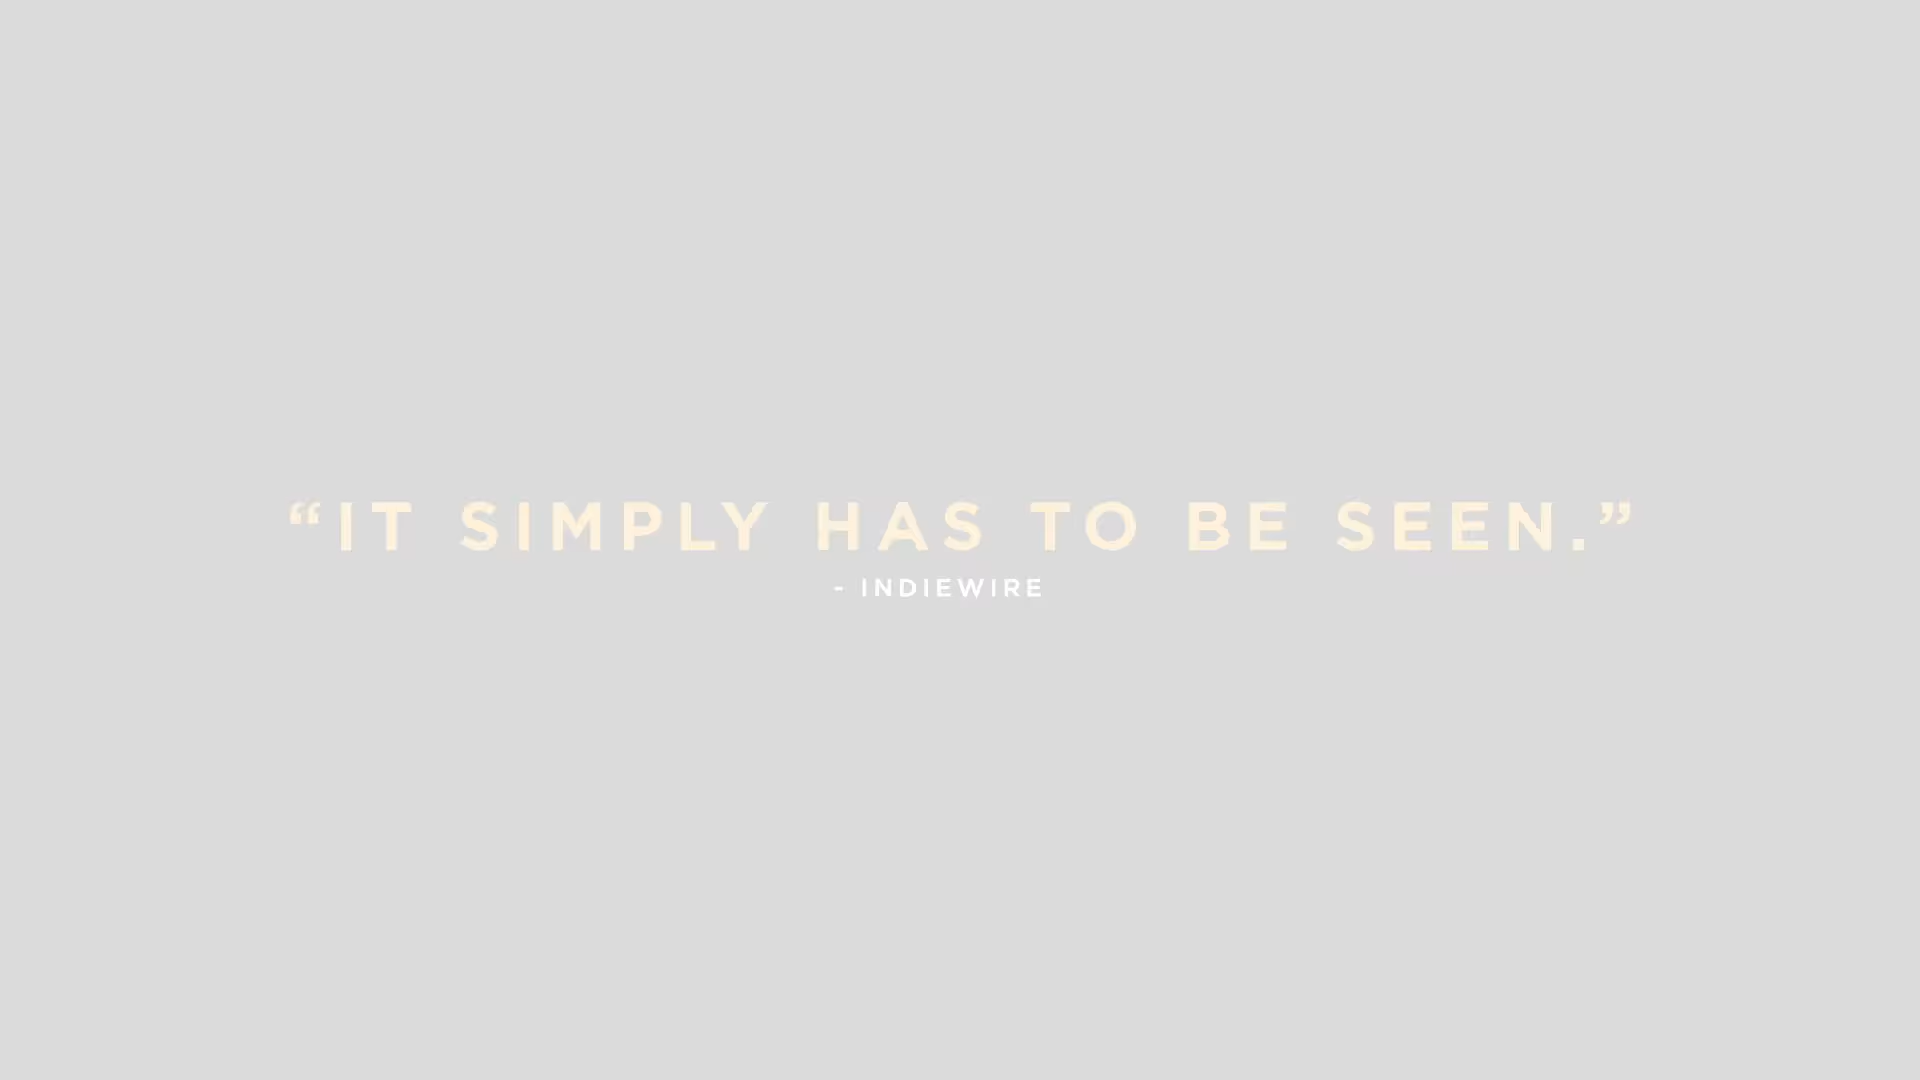 “IT SIMPLY HAS TO BE SEEN.”
- INDIEWIRE